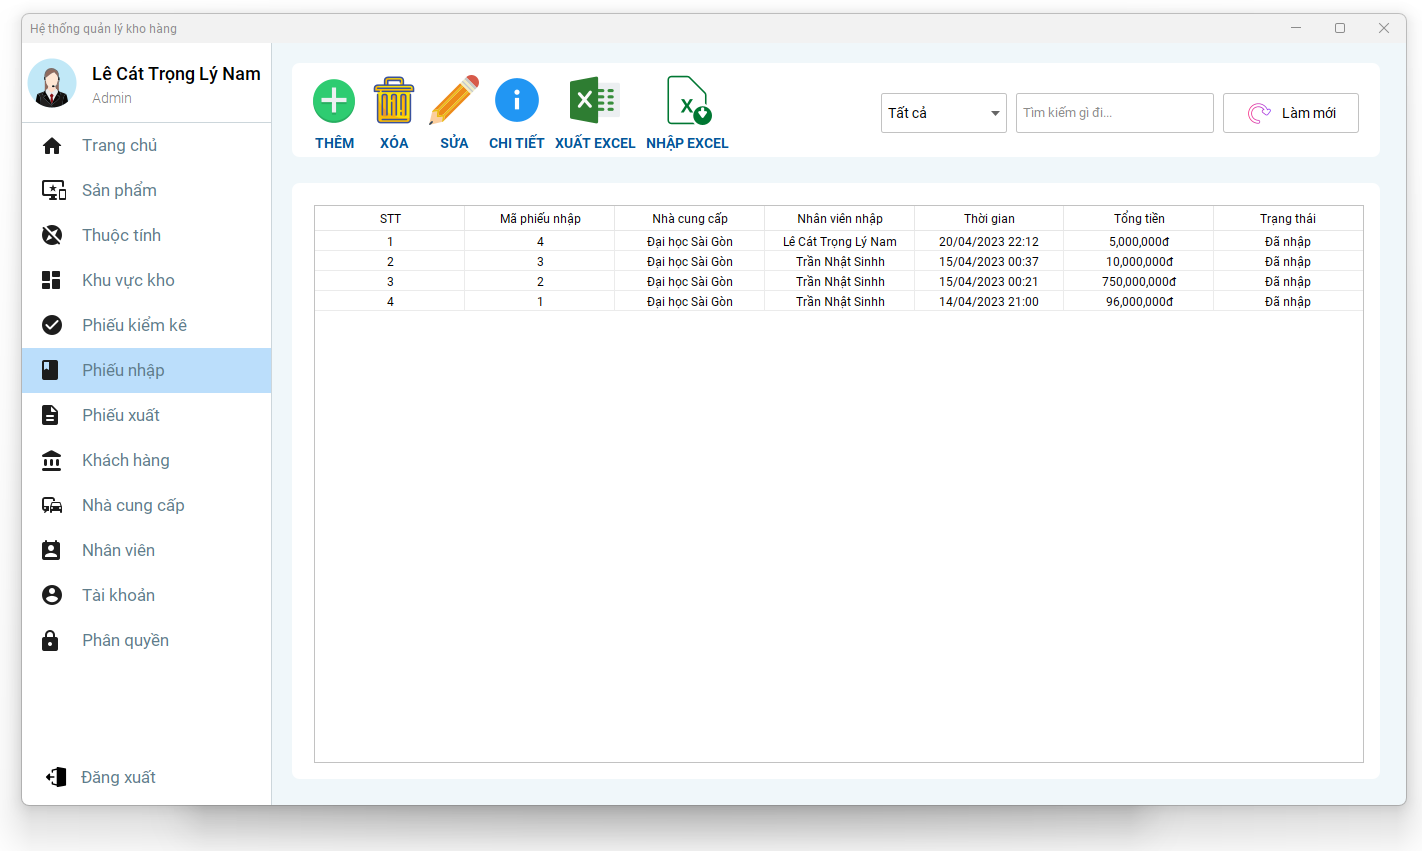 Hệ thống quản lý kho hàng
Lê Cát Trọng Lý Nam
Admin
Trang chủ
Sản phẩm
Thuộc tính
Khu vực kho
Phiếu kiểm kê
Phiếu nhập
Phiếu xuất
Khách hàng
Nhà cung cấp
Nhân viên
Tài khoản
Phân quyền
Đăng xuất
THÊM XÓA SỬA CHI TIẾT XUẤT EXCEL NHẬP EXCEL
Tất cả Tìm kiếm gì đi... Làm mới
STT Mã phiếu nhập Nhà cung cấp Nhân viên nhập Thời gian Tổng tiền Trạng thái
1 4 Đại học Sài Gòn Lê Cát Trọng Lý Nam 20/04/2023 22:12 5,000,000đ Đã nhập
2 3 Đại học Sài Gòn Trần Nhật Sinhh 15/04/2023 00:37 10,000,000đ Đã nhập
3 2 Đại học Sài Gòn Trần Nhật Sinhh 15/04/2023 00:21 750,000,000đ Đã nhập
4 1 Đại học Sài Gòn Trần Nhật Sinhh 14/04/2023 21:00 96,000,000đ Đã nhập